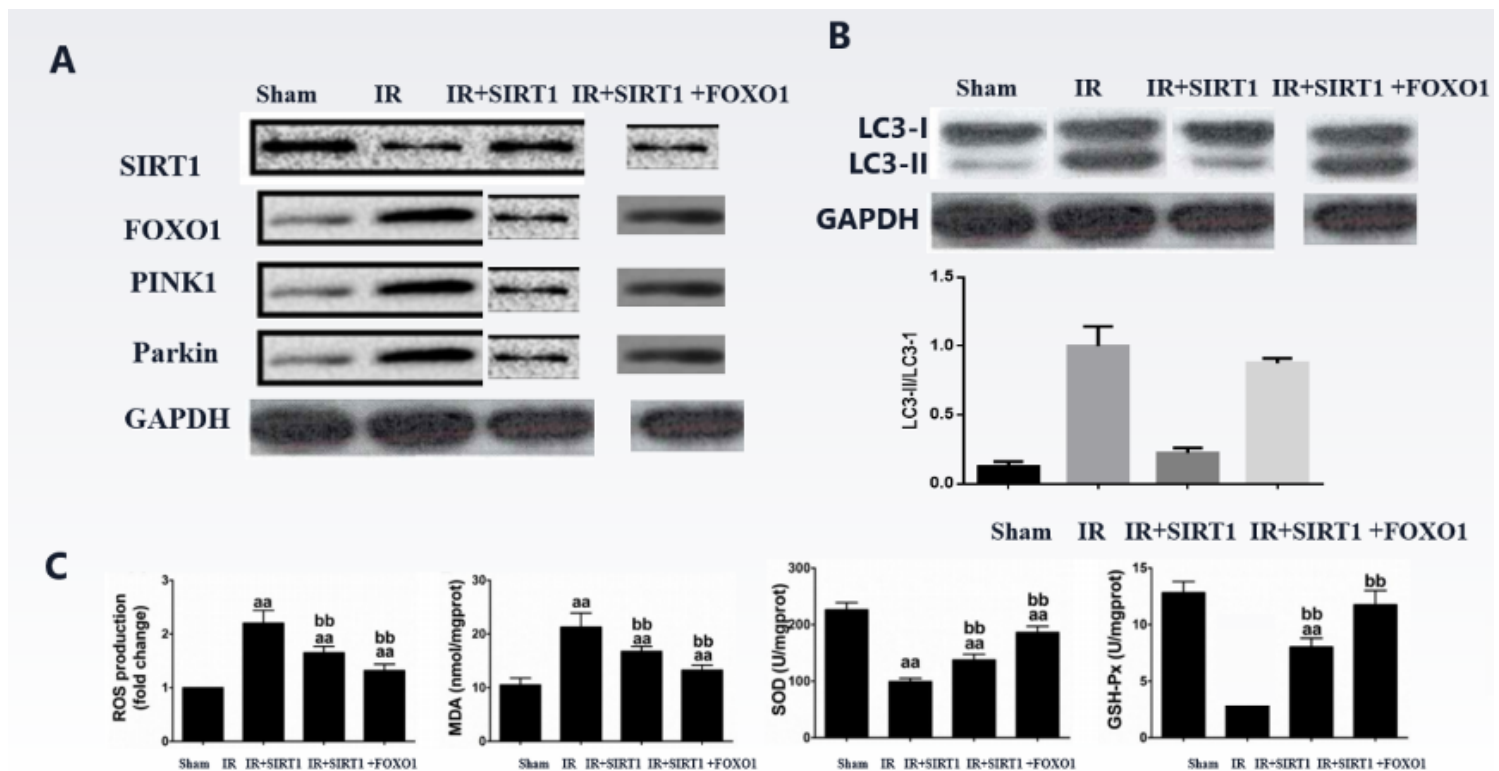 A
Sham IR IR+SIRT1 IR+SIRT1 +FOXO1
SIRT1
FOXO1
PINK1
Parkin
GAPDH
B
Sham IR IR+SIRT1 IR+SIRT1 +FOXO1
LC3-I
LC3-II
GAPDH
LC3-II/LC3-1
1.5
1.0
0.5
0.0
Sham IR IR+SIRT1 IR+SIRT1 +FOXO1
C
ROS production
(fold change)
3
2
1
0
aa
bb
aa
bb
aa
Sham IR IR+SIRT1 IR+SIRT1 +FOXO1
MDA (nmol/mgprot)
30
20
10
0
aa
bb
aa
bb
aa
Sham IR IR+SIRT1 IR+SIRT1 +FOXO1
SOD (U/mgprot)
300
200
100
0
aa
bb
aa
bb
aa
Sham IR IR+SIRT1 IR+SIRT1 +FOXO1
GSH-Px (U/mgprot)
15
10
5
0
bb
aa
bb
Sham IR IR+SIRT1 IR+SIRT1 +FOXO1